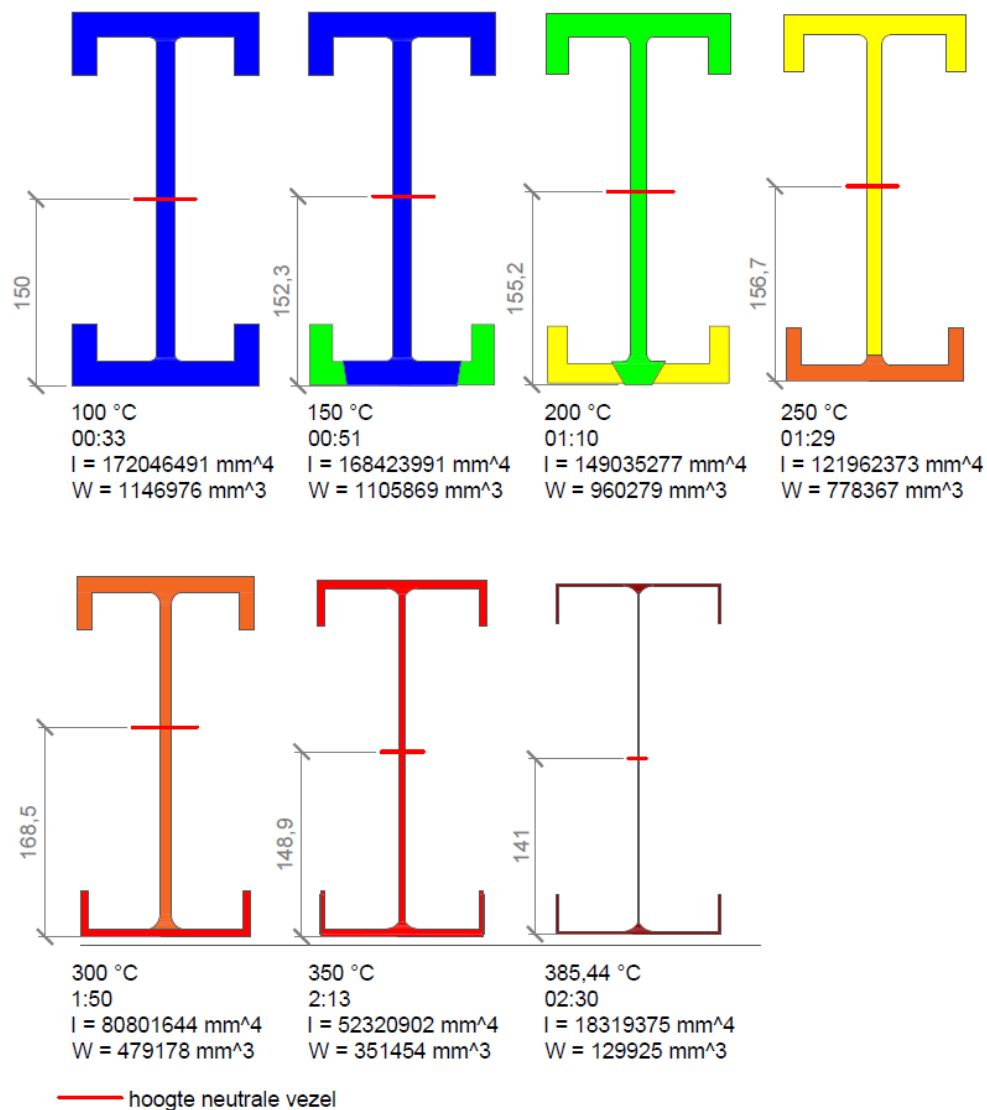 150
152,3
155,2
156,7
100 °C
00:33
I = 172046491 mm^4
W = 1146976 mm^3
150 °C
00:51
I = 168423991 mm^4
W = 1105869 mm^3
200 °C
01:10
I = 149035277 mm^4
W = 960279 mm^3
250 °C
01:29
I = 121962373 mm^4
W = 778367 mm^3
168,5
148,9
141
300 °C
1:50
I = 80801644 mm^4
W = 479178 mm^3
350 °C
2:13
I = 52320902 mm^4
W = 351454 mm^3
385,44 °C
02:30
I = 18319375 mm^4
W = 129925 mm^3
hoogte neutrale vezel